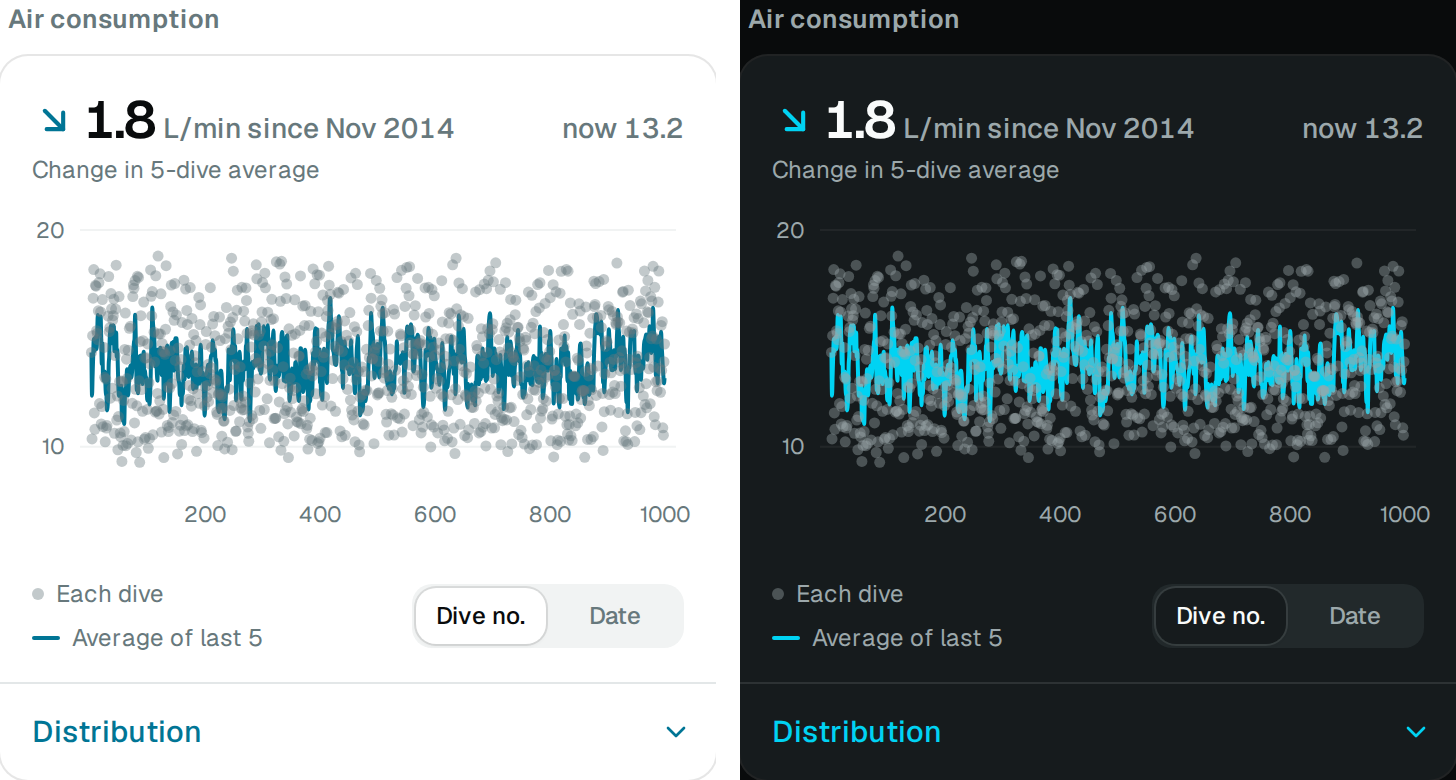 Air consumption
1.8 L/min since Nov 2014 now 13.2
Change in 5-dive average
20
10
200 400 600 800 1000
Each dive
Average of last 5
Dive no. Date
Distribution
Air consumption
1.8 L/min since Nov 2014 now 13.2
Change in 5-dive average
20
10
200 400 600 800 1000
Each dive
Average of last 5
Dive no. Date
Distribution